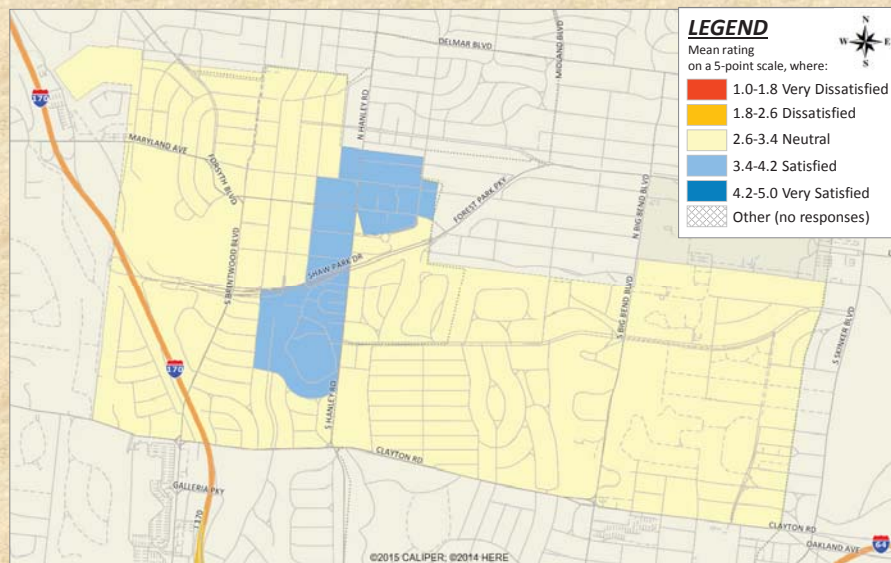 LEGEND
Mean rating
on a 5-point scale, where:
1.0-1.8 Very Dissatisfied
1.8-2.6 Dissatisfied
2.6-3.4 Neutral
3.4-4.2 Satisfied
4.2-5.0 Very Satisfied
Other (no responses)
N
W
E
S
DELMAR BLVD
MIDLAND BLVD
170
N HANLEY RD
MARYLAND AVE
FORSYTH BLVD
FOREST PARK PKY
N BIG BEND BLVD
S BRENTWOOD BLVD
SHAW PARK DR
S BIG BEND BLVD
S SKINKER BLVD
170
S HANLEY RD
CLAYTON RD
GALLERIA PKY
I 170
CLAYTON RD
OAKLAND AVE
64
©2015 CALIPER; ©2014 HERE